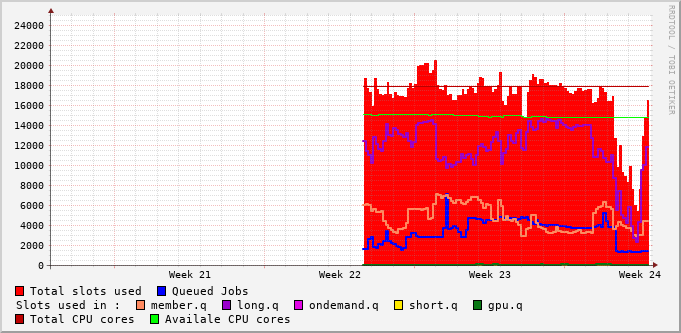 24000
22000
20000
18000
16000
14000
12000
10000
8000
6000
4000
2000
0
Week 21 Week 22 Week 23 Week 24
RRDTOOL / TOBI OETIKER
Total slots used Queued Jobs
Slots used in : member.q long.q ondemand.q short.q gpu.q
Total CPU cores Availale CPU cores